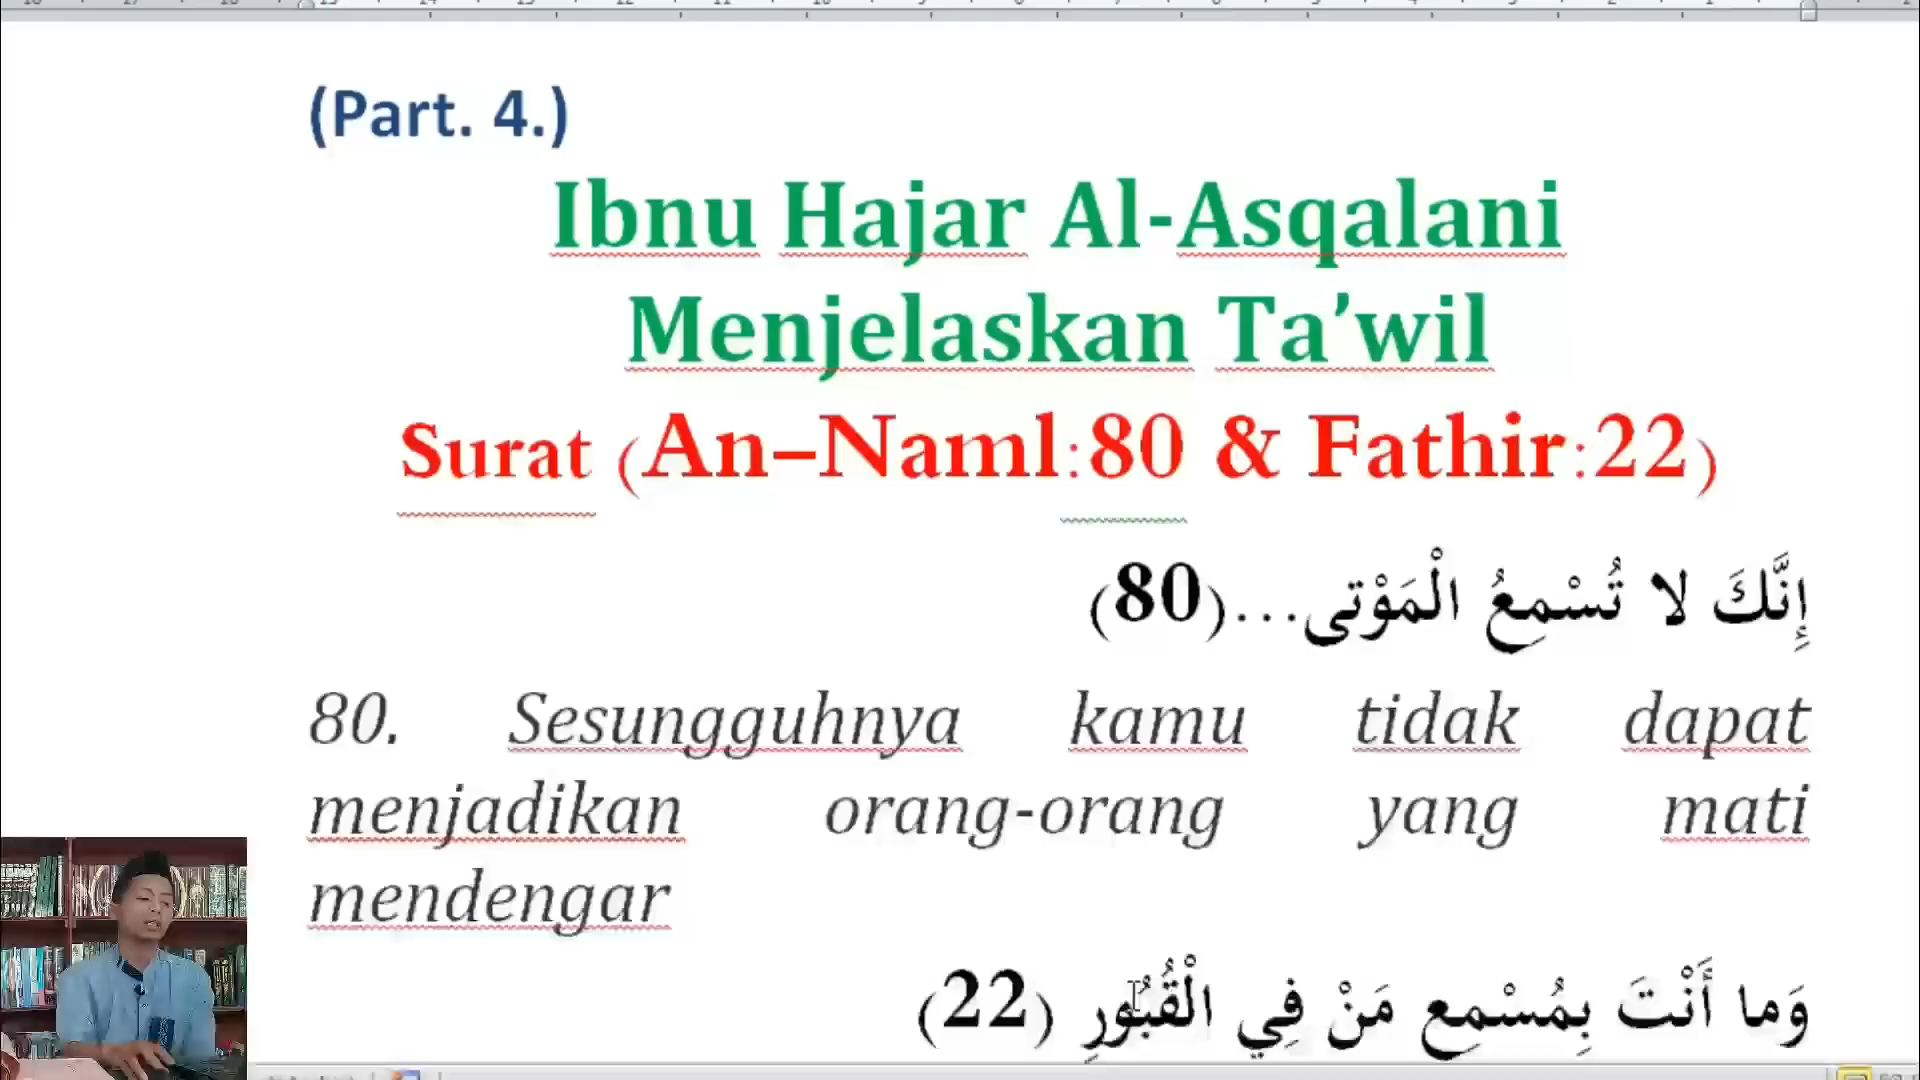 (Part. 4.)
Ibnu Hajar Al-Asqalani
Menjelaskan Ta’wil
Surat (An–Naml:80 & Fathir:22)
إِنَّكَ لا تُسْمِعُ الْمَوْتى...(80)
80. Sesungguhnya kamu tidak dapat
menjadikan orang-orang yang mati
mendengar
وَما أَنْتَ بِمُسْمِعٍ مَنْ فِي الْقُبُورِ (22)